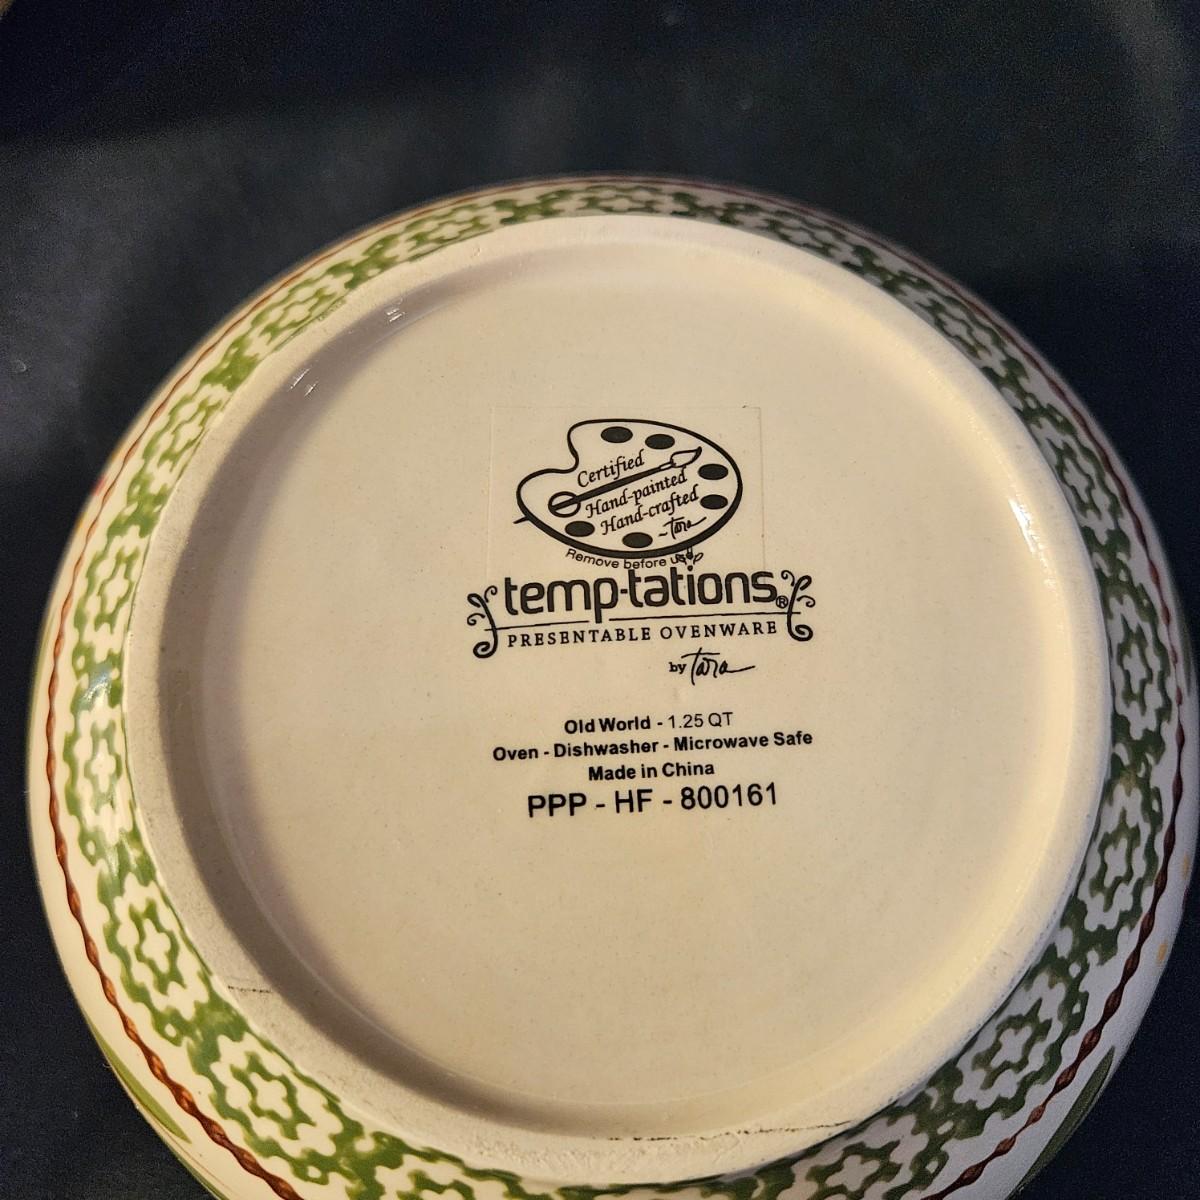 Certified
Hand-painted
Hand-crafted
~Tara
Remove before use
temp-tations®
PRESENTABLE OVENWARE
by Tara
Old World - 1.25 QT
Oven - Dishwasher - Microwave Safe
Made in China
PPP - HF - 800161